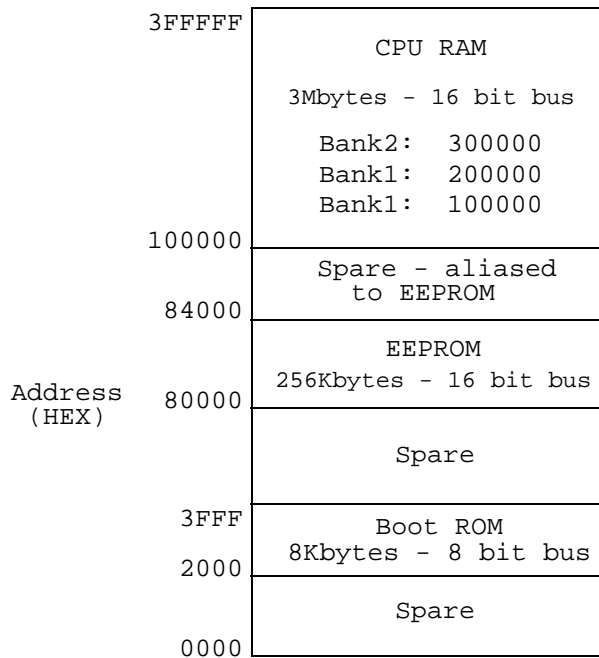 3FFFFF
CPU RAM
3Mbytes - 16 bit bus
Bank2: 300000
Bank1: 200000
Bank1: 100000
100000
Spare - aliased
to EEPROM
84000
EEPROM
256Kbytes - 16 bit bus
Address
(HEX)
80000
Spare
3FFF
Boot ROM
8Kbytes - 8 bit bus
2000
Spare
0000